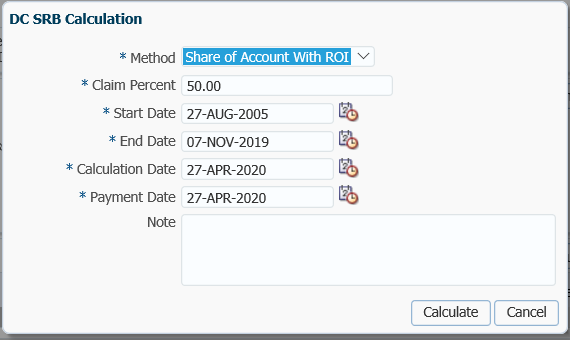 DC SRB Calculation
* Method Share of Account With ROI
* Claim Percent 50.00
* Start Date 27-AUG-2005
* End Date 07-NOV-2019
* Calculation Date 27-APR-2020
* Payment Date 27-APR-2020
Note
Calculate Cancel